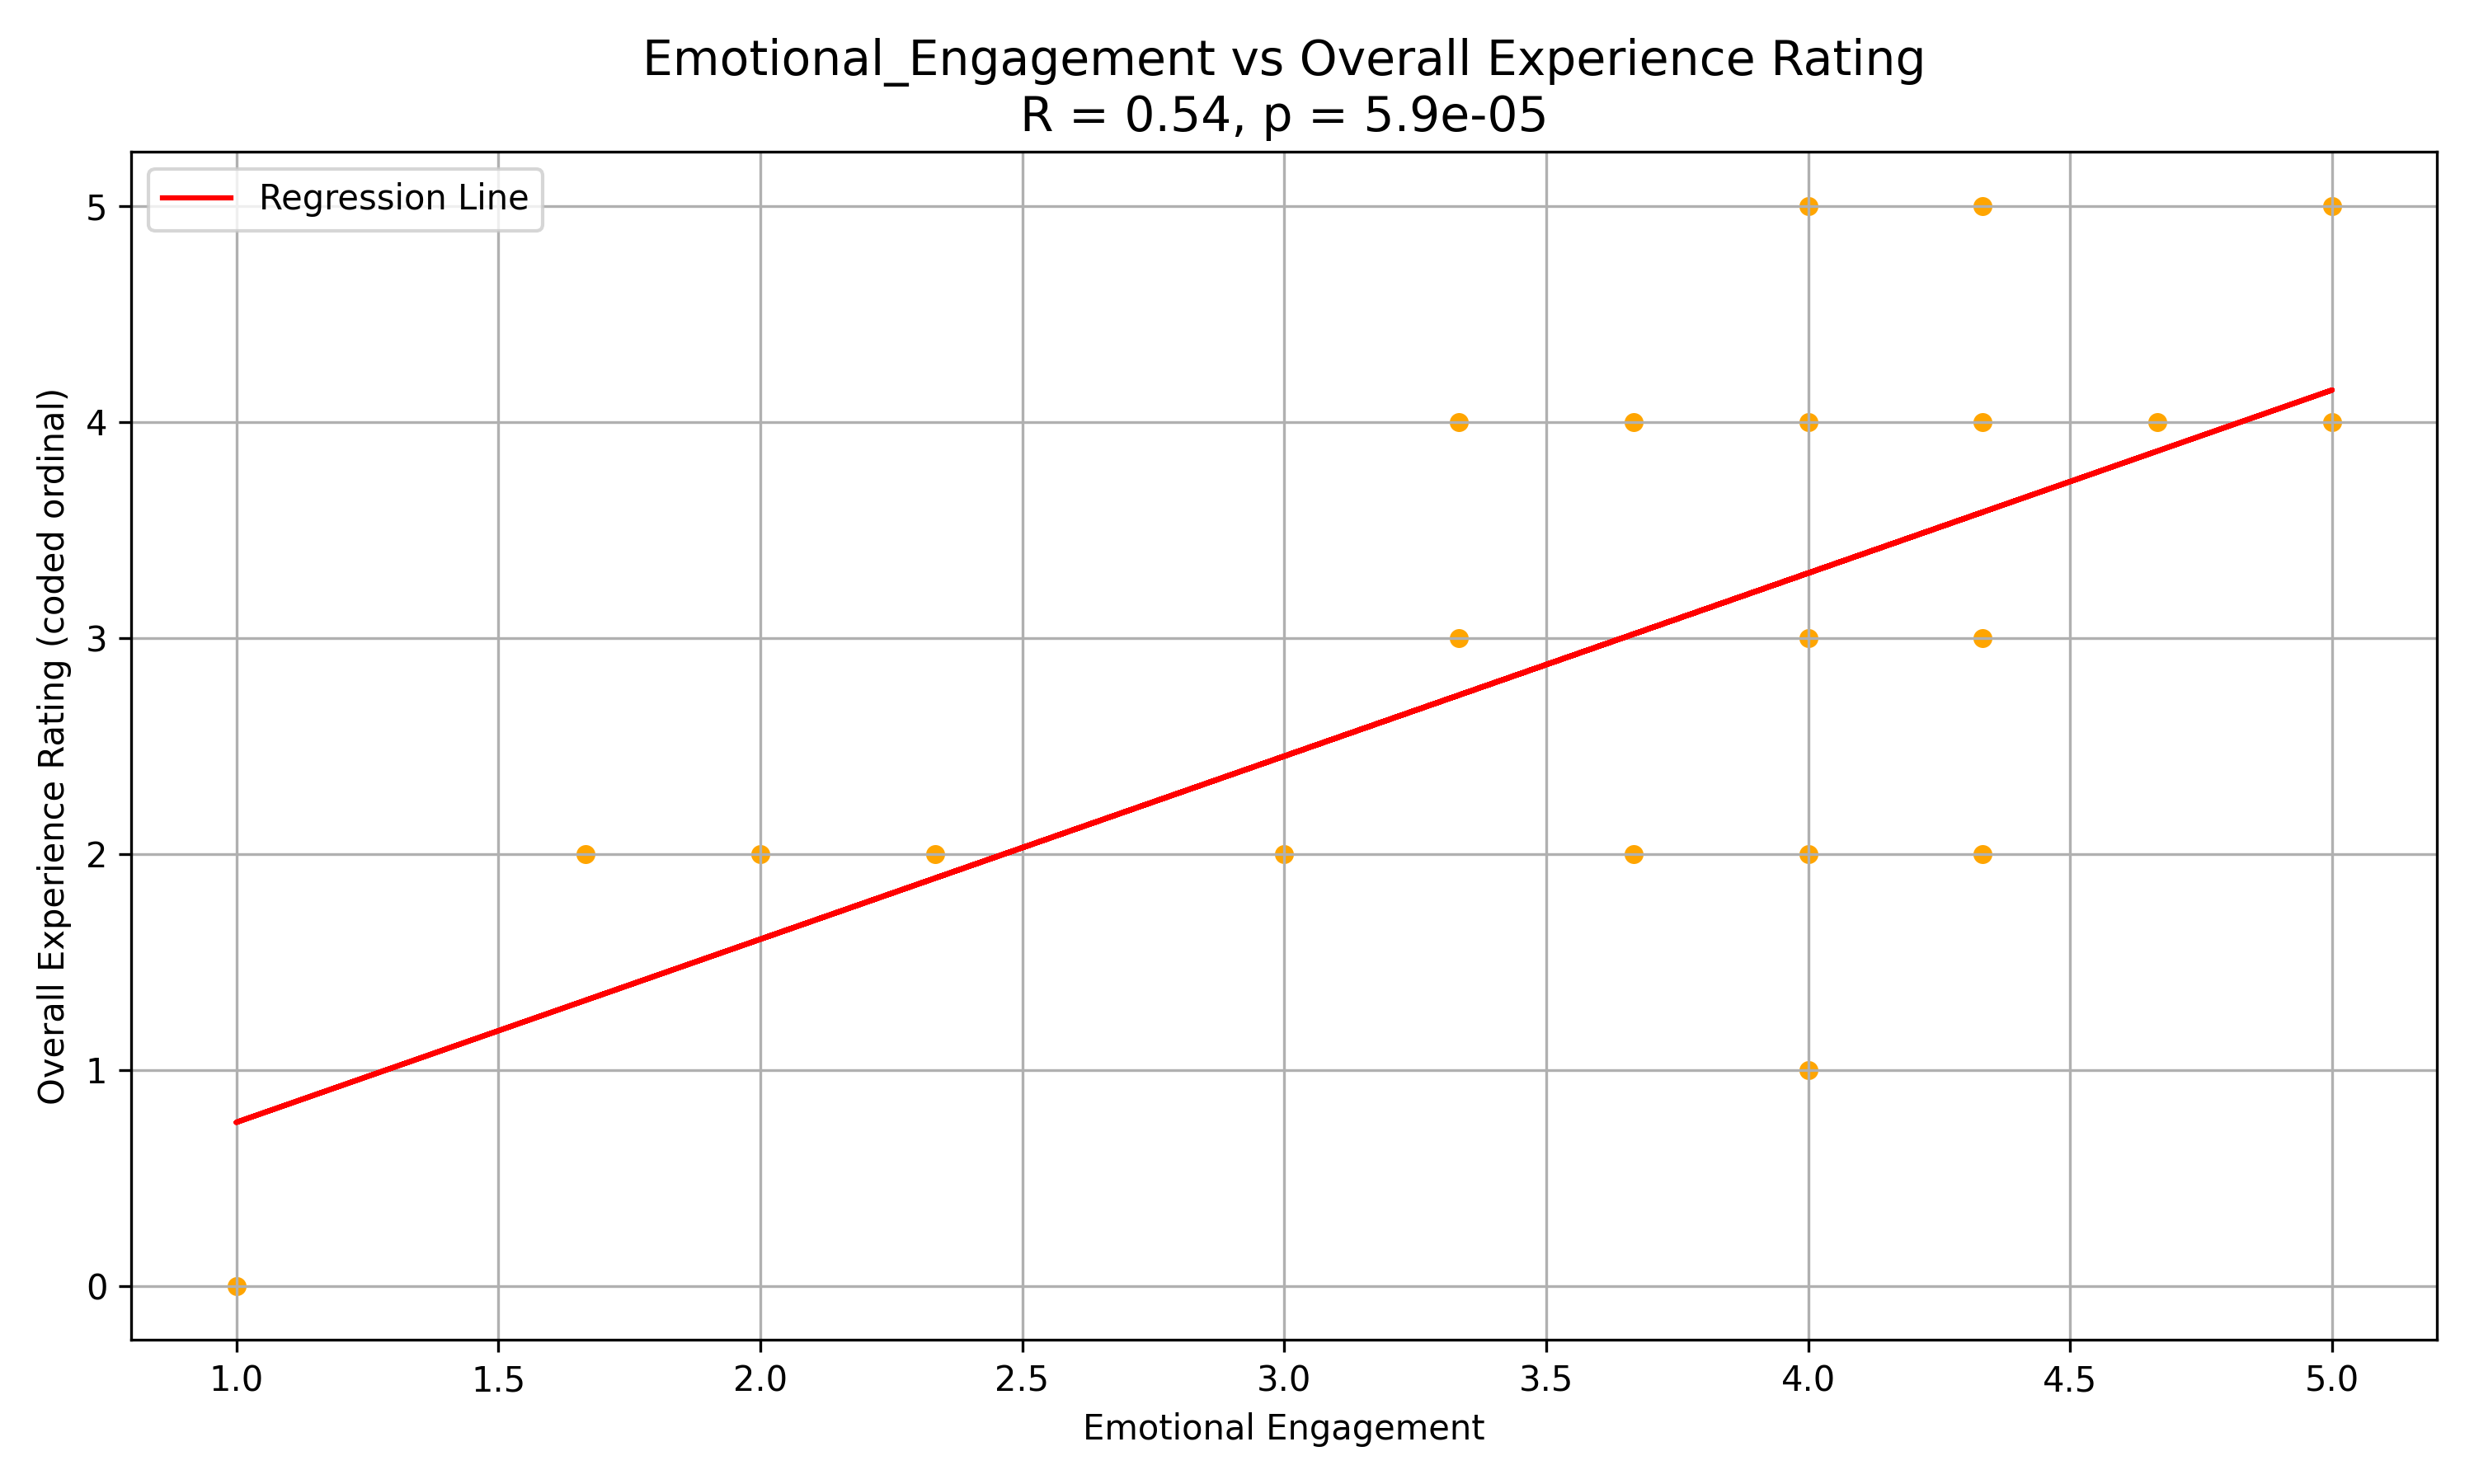 Emotional_Engagement vs Overall Experience Rating
R = 0.54, p = 5.9e-05
Regression Line
Overall Experience Rating (coded ordinal)
5
4
3
2
1
0
1.0 1.5 2.0 2.5 3.0 3.5 4.0 4.5 5.0
Emotional Engagement